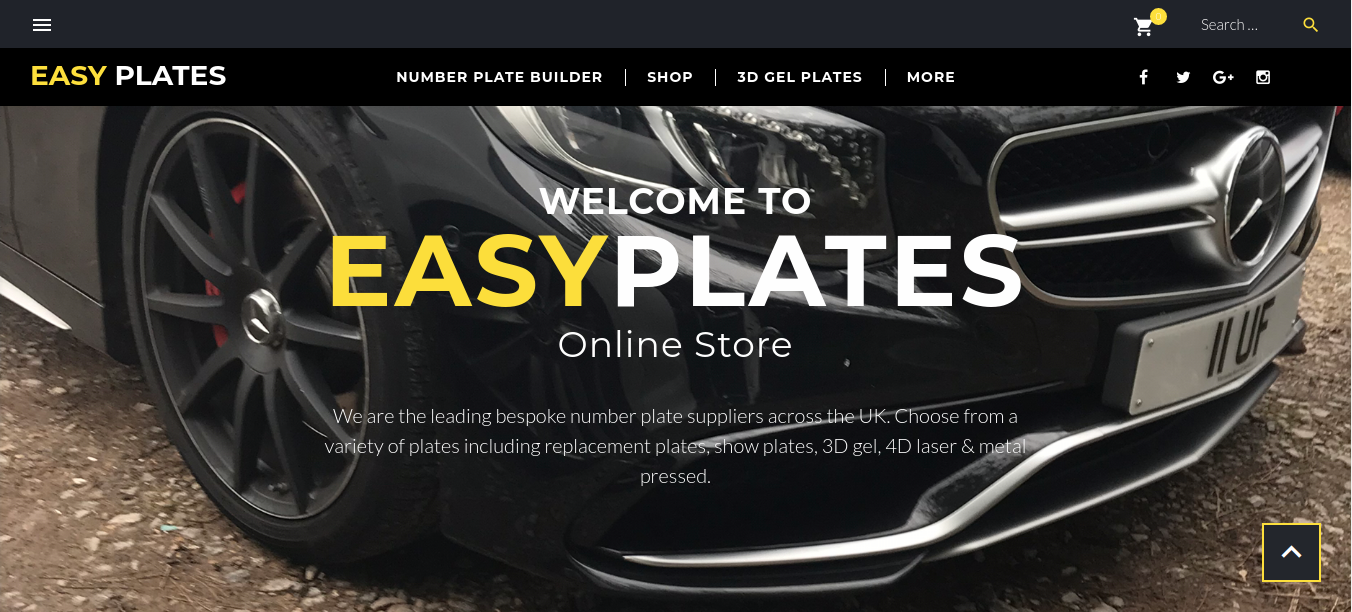 0
Search …
EASY PLATES
NUMBER PLATE BUILDER
SHOP
3D GEL PLATES
MORE
WELCOME TO
EASYPLATES
Online Store
We are the leading bespoke number plate suppliers across the UK. Choose from a
variety of plates including replacement plates, show plates, 3D gel, 4D laser & metal
pressed.
11 UF